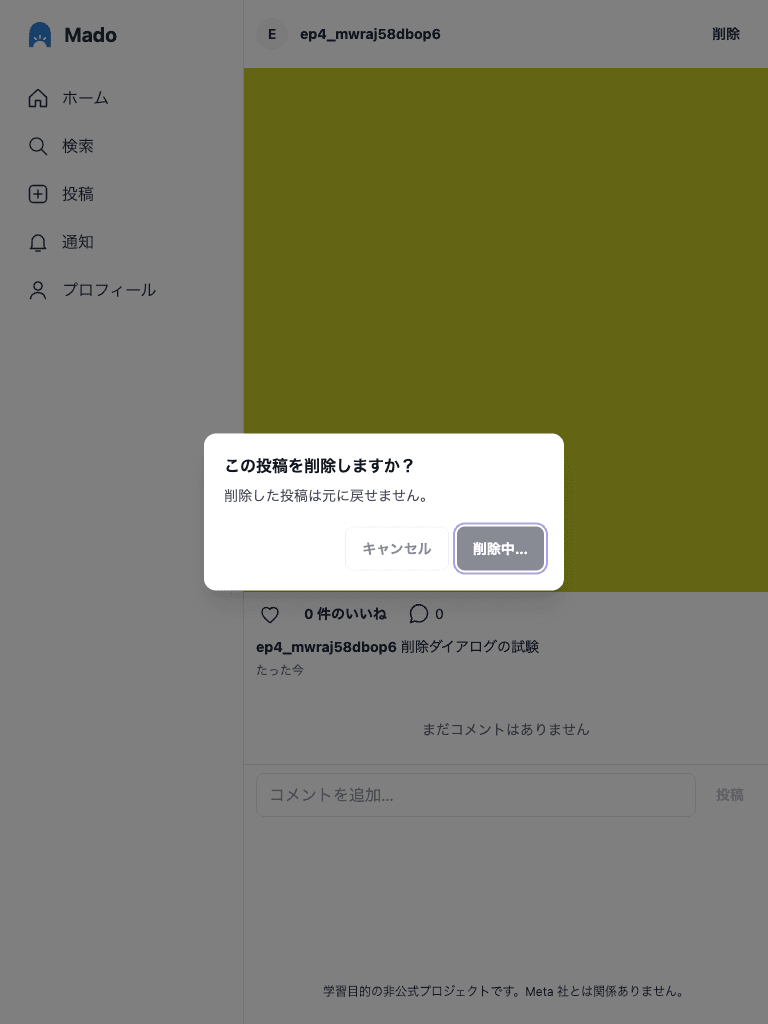 Mado
ホーム
検索
投稿
通知
プロフィール
E ep4_mwraj58dbop6 削除
この投稿を削除しますか？
削除した投稿は元に戻せません。
キャンセル 削除中...
0 件のいいね 0
ep4_mwraj58dbop6 削除ダイアログの試験
たった今
まだコメントはありません
コメントを追加... 投稿
学習目的の非公式プロジェクトです。Meta 社とは関係ありません。